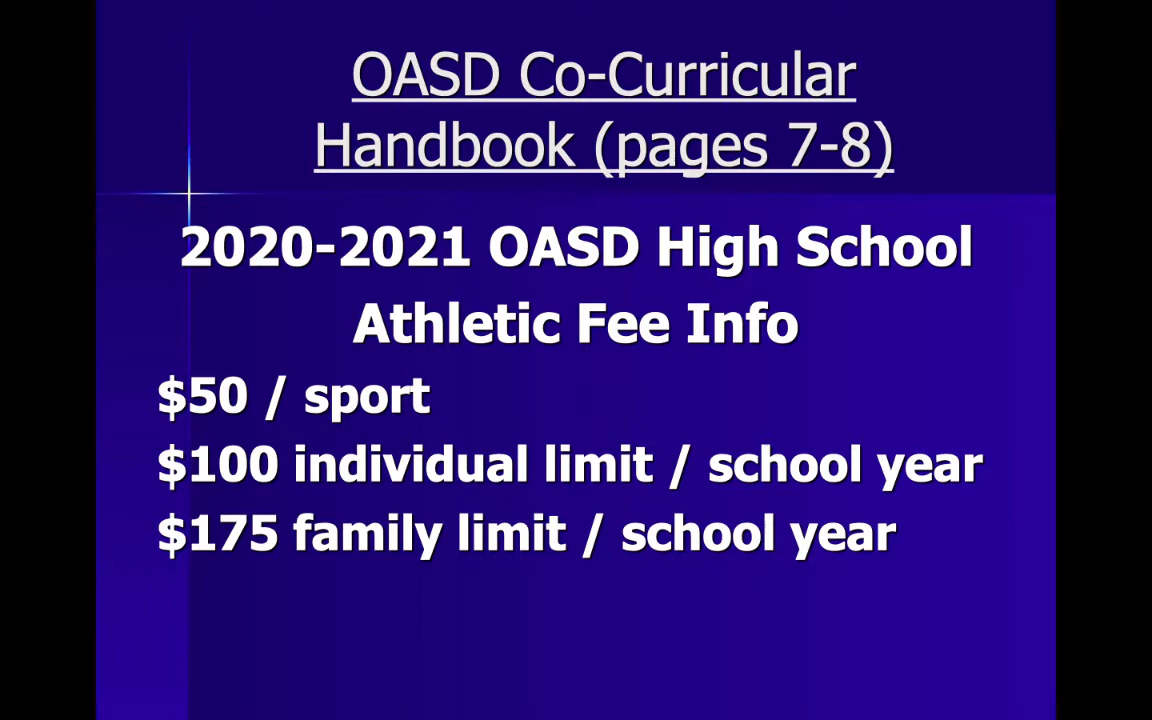 OASD Co-Curricular
Handbook (pages 7-8)
2020-2021 OASD High School
Athletic Fee Info
$50 / sport
$100 individual limit / school year
$175 family limit / school year